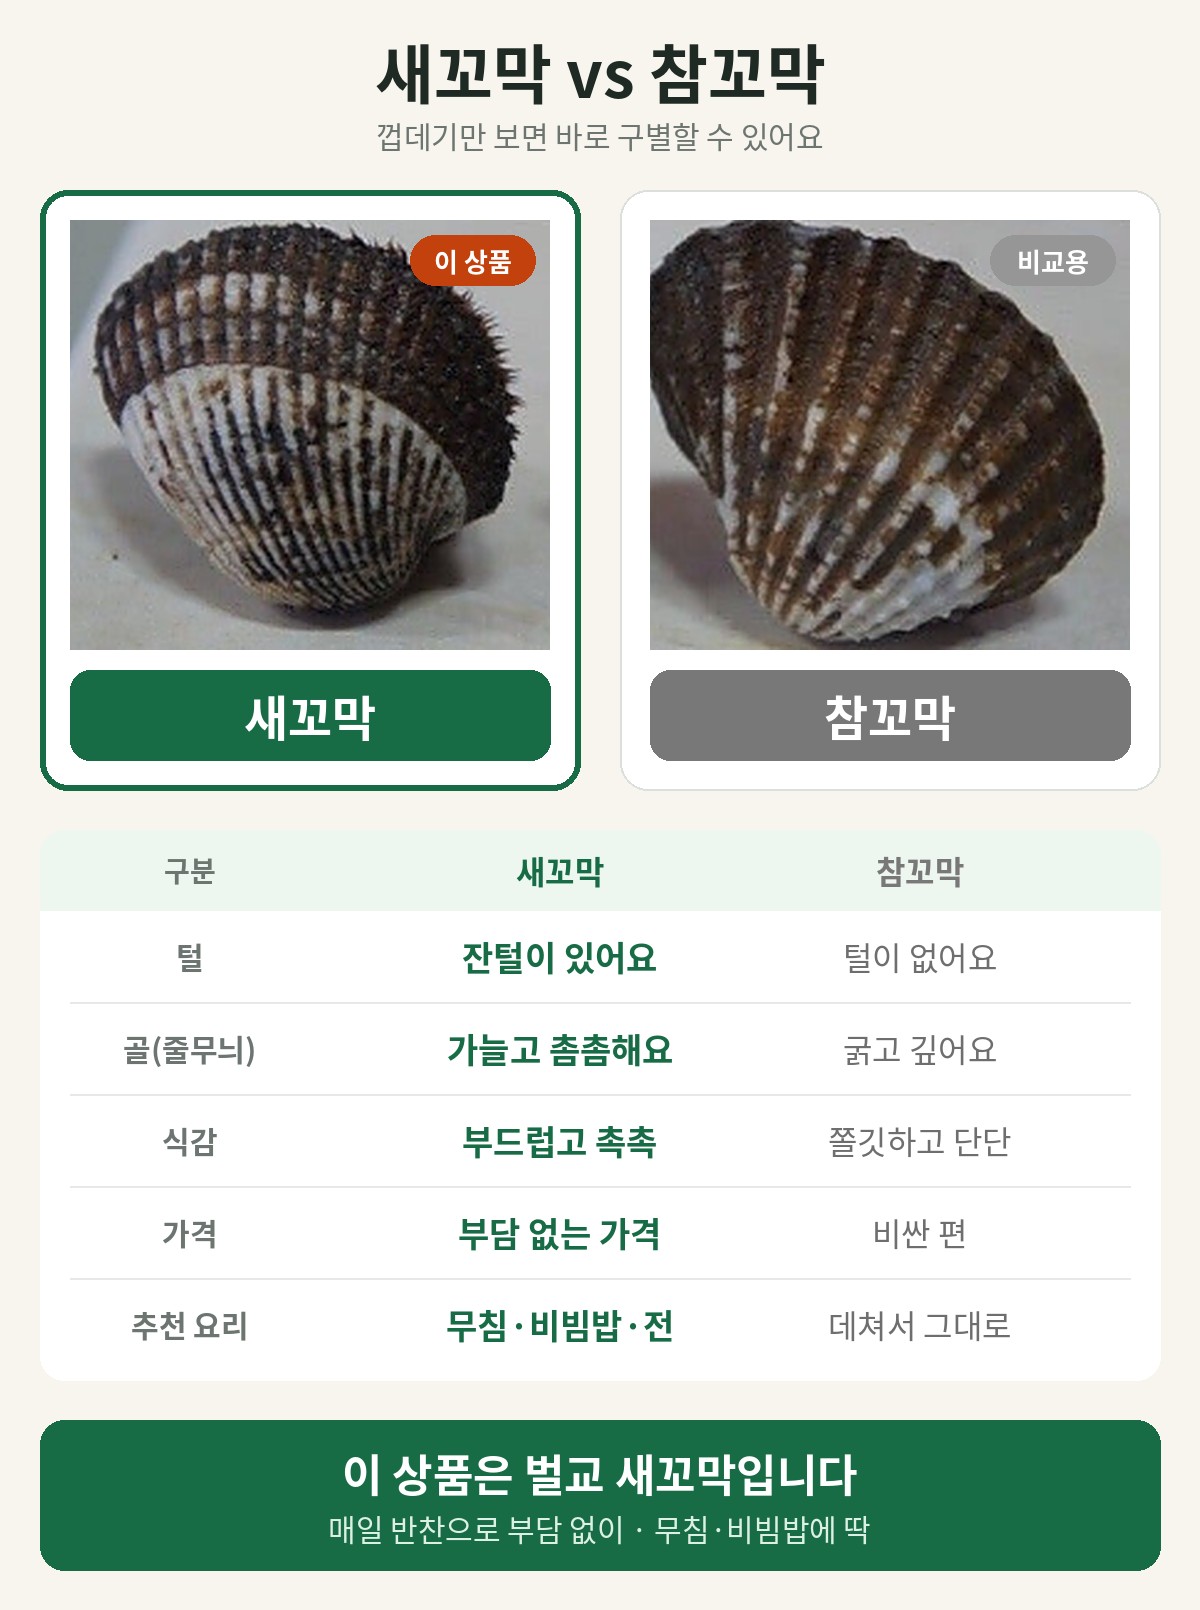 새꼬막 vs 참꼬막
껍데기만 보면 바로 구별할 수 있어요
이 상품
비교용
새꼬막
참꼬막
구분 새꼬막 참꼬막
털 잔털이 있어요 털이 없어요
골(줄무늬) 가늘고 촘촘해요 굵고 깊어요
식감 부드럽고 촉촉 쫄깃하고 단단
가격 부담 없는 가격 비싼 편
추천 요리 무침·비빔밥·전 데쳐서 그대로
이 상품은 벌교 새꼬막입니다
매일 반찬으로 부담 없이 · 무침·비빔밥에 딱